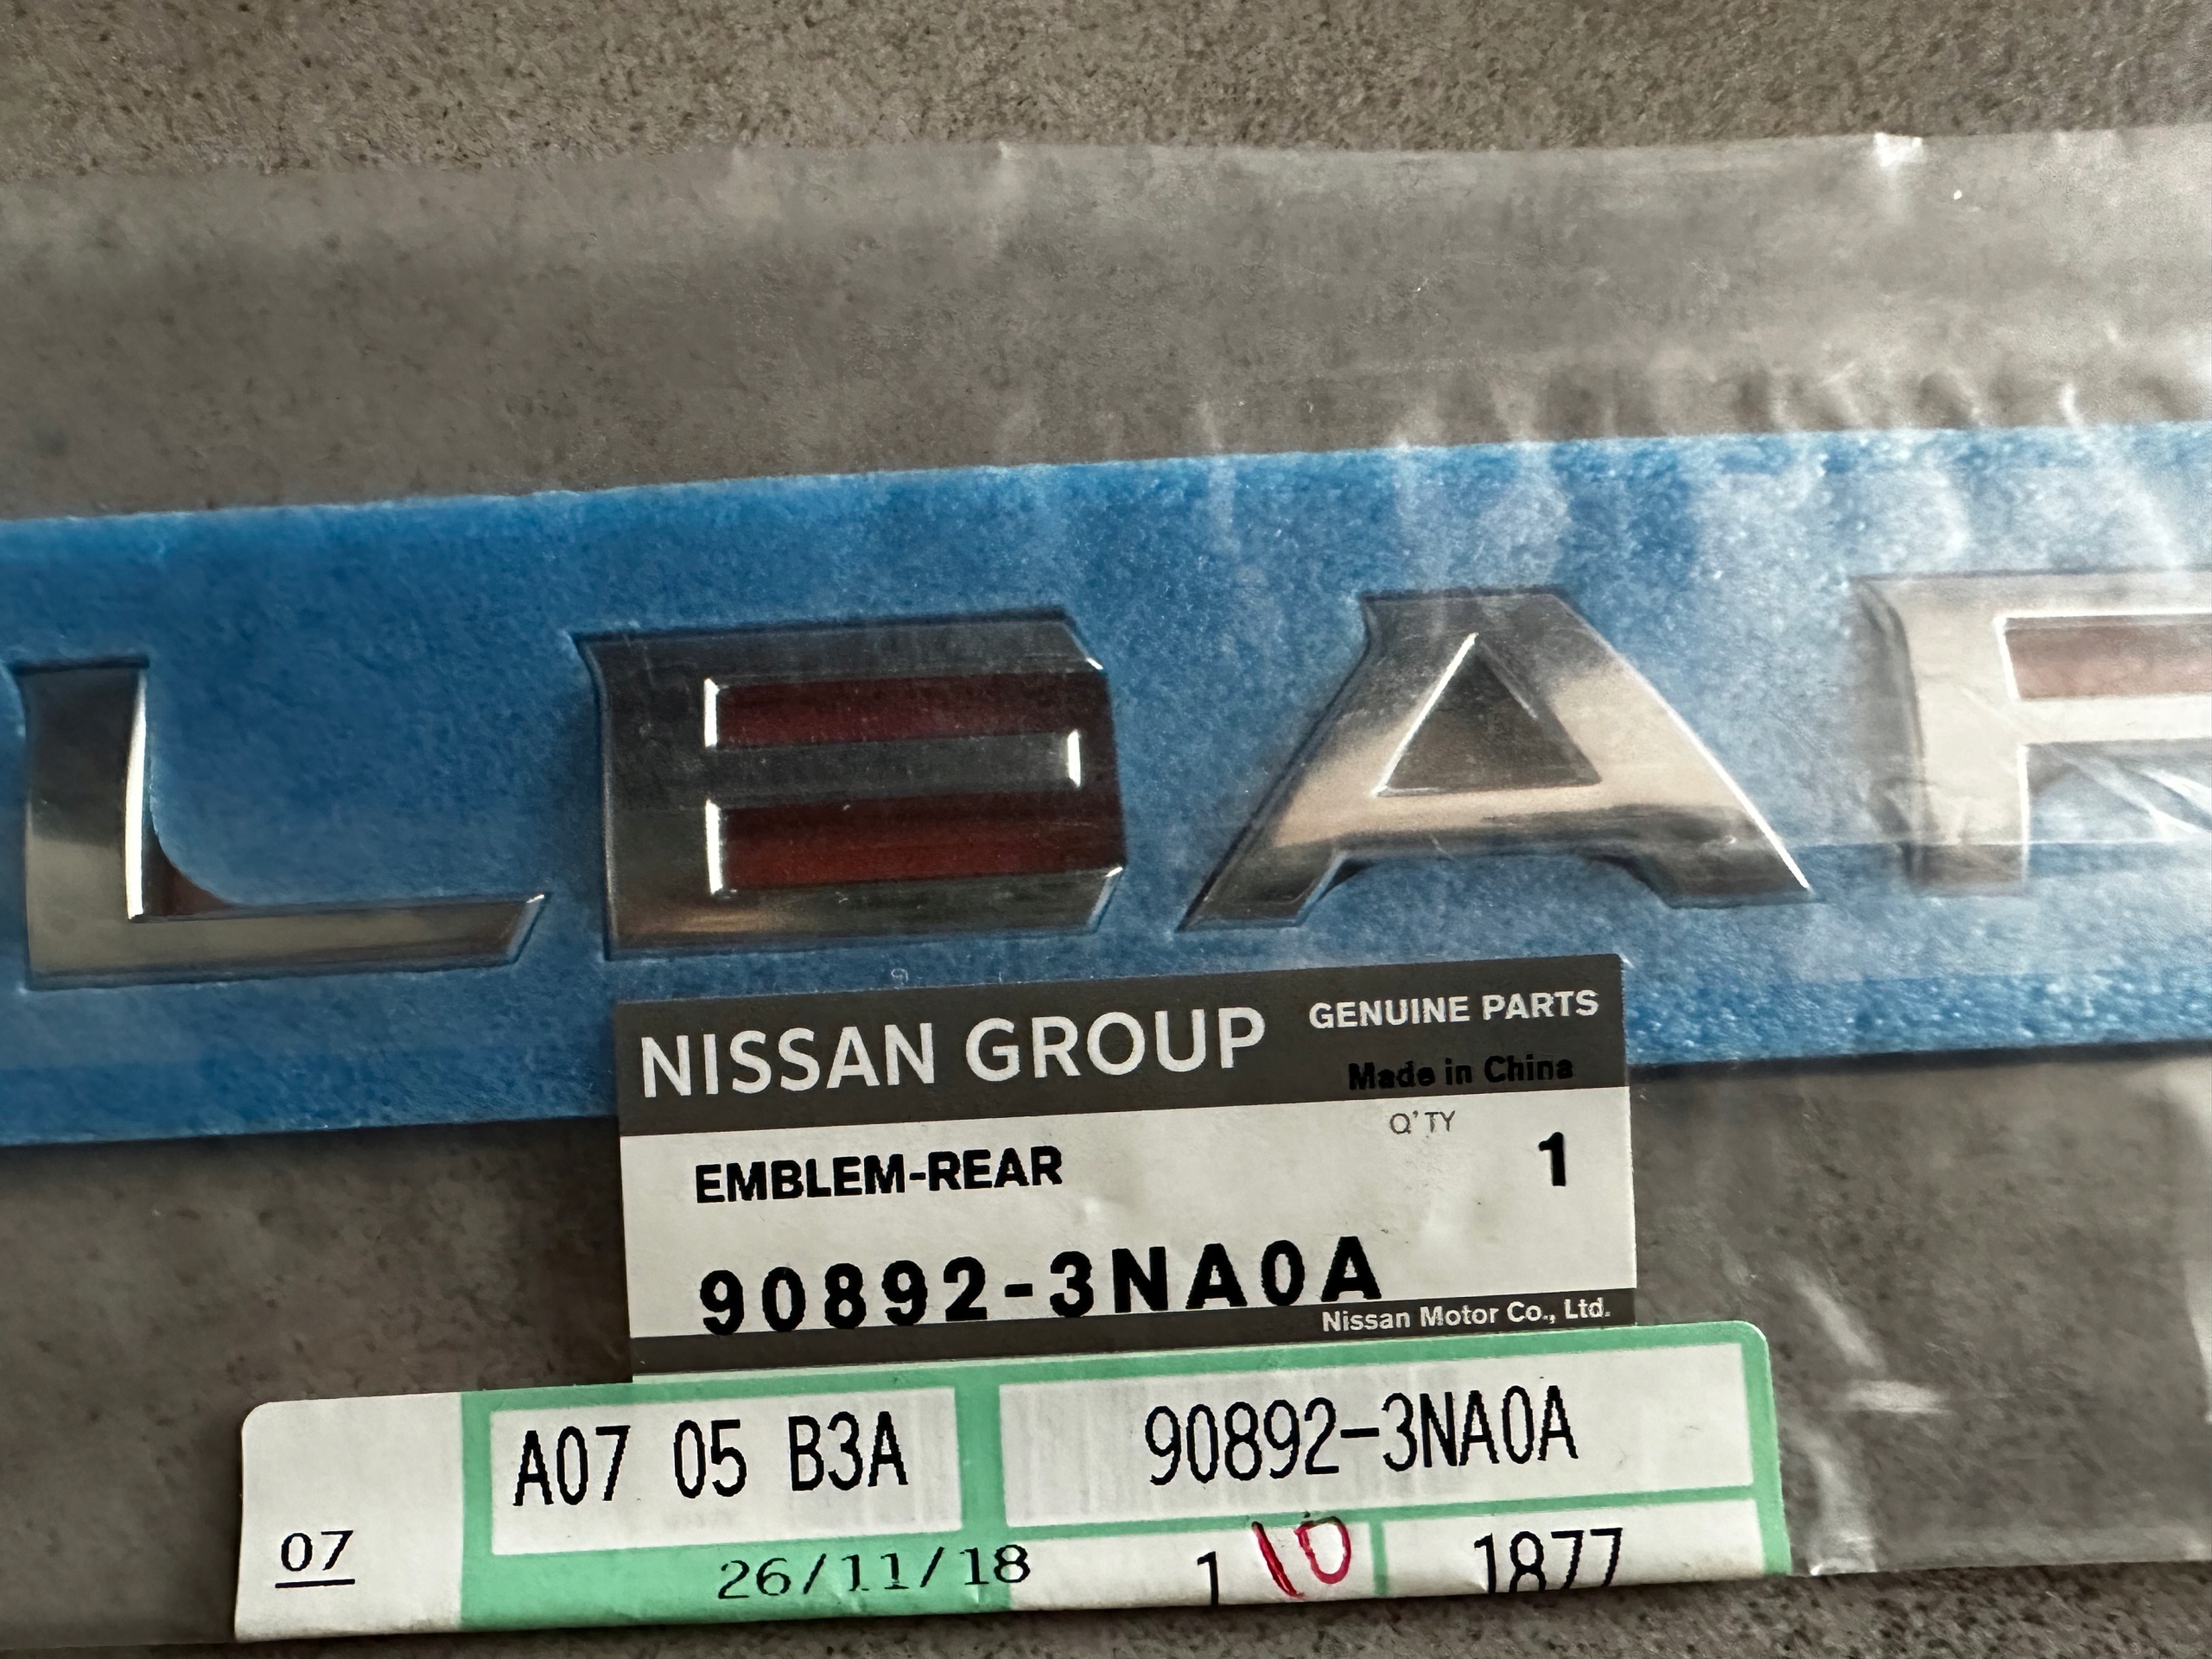 LBAR
NISSAN GROUP GENUINE PARTS
Made in China
Q'TY
EMBLEM-REAR 1
90892-3NA0A
Nissan Motor Co., Ltd.
A07 05 B3A 90892-3NA0A
07 26/11/18 1 10 1877